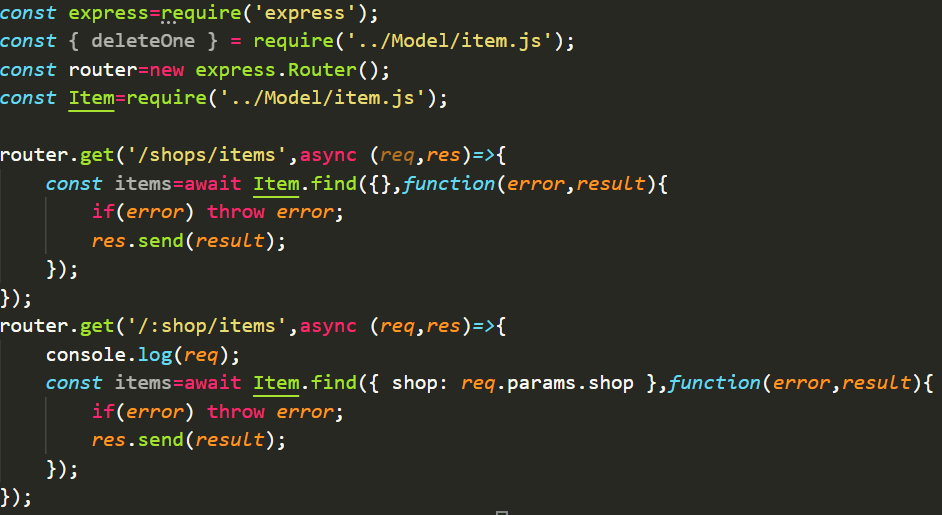 const express=require('express');
const { deleteOne } = require('../Model/item.js');
const router=new express.Router();
const Item=require('../Model/item.js');

router.get('/shops/items',async (req,res)=>{
    const items=await Item.find({},function(error,result){
        if(error) throw error;
        res.send(result);
    });
});
router.get('/:shop/items',async (req,res)=>{
    console.log(req);
    const items=await Item.find({ shop: req.params.shop },function(error,result){
        if(error) throw error;
        res.send(result);
    });
});